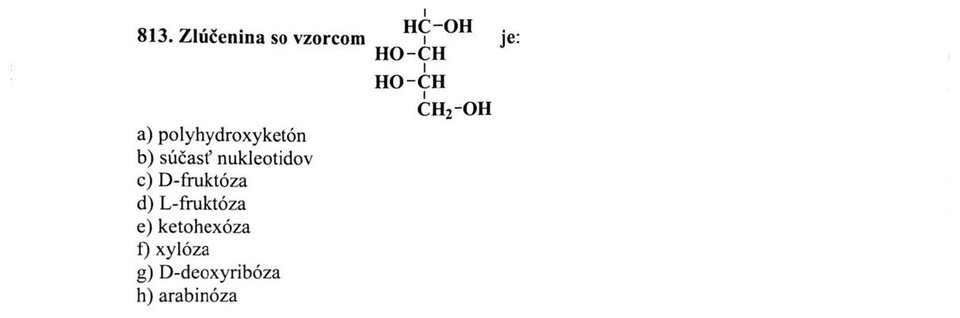 HC-OH
813. Zlúčenina so vzorcom je:
HO-CH
HO-CH
CH₂-OH
a) polyhydroxyketón
b) súčasť nukleotidov
c) D-fruktóza
d) L-fruktóza
e) ketohexóza
f) xylóza
g) D-deoxyribóza
h) arabinóza